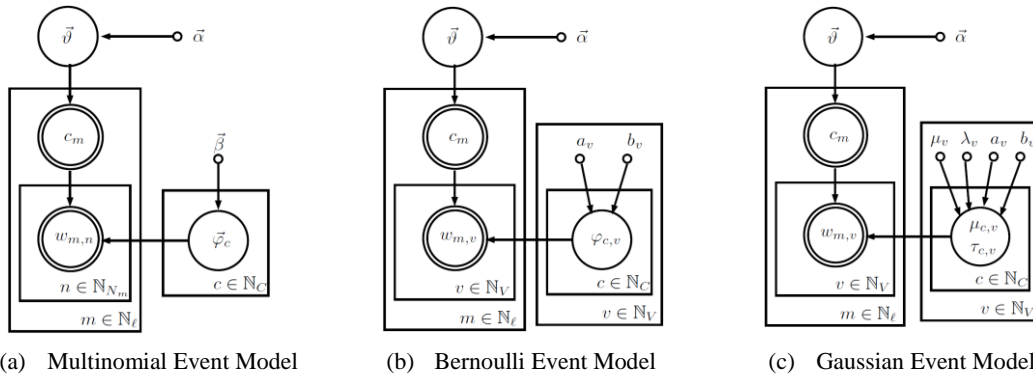 ϑ⃗ α⃗
c_m
β⃗
w_{m,n} φ⃗_c
n ∈ ℕ_{N_m} c ∈ ℕ_C
m ∈ ℕ_ℓ
(a) Multinomial Event Model
ϑ⃗ α⃗
c_m
a_v b_v
w_{m,v} φ_{c,v}
v ∈ ℕ_V c ∈ ℕ_C
m ∈ ℕ_ℓ v ∈ ℕ_V
(b) Bernoulli Event Model
ϑ⃗ α⃗
c_m
μ_v λ_v a_v b_v
w_{m,v} μ_{c,v}
τ_{c,v}
v ∈ ℕ_V c ∈ ℕ_C
m ∈ ℕ_ℓ v ∈ ℕ_V
(c) Gaussian Event Model